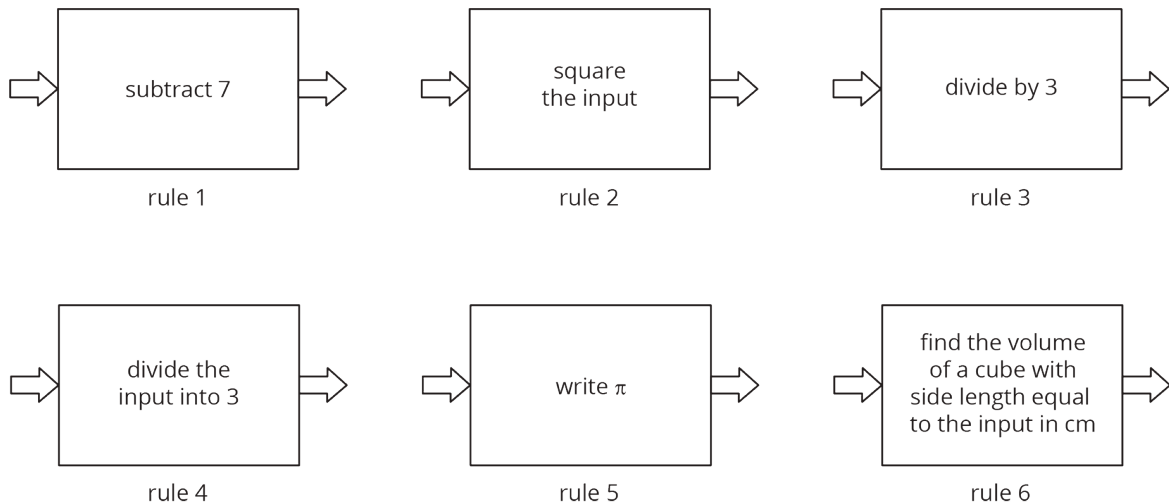 subtract 7
square
the input
divide by 3
rule 1
rule 2
rule 3
divide the
input into 3
write π
find the volume
of a cube with
side length equal
to the input in cm
rule 4
rule 5
rule 6